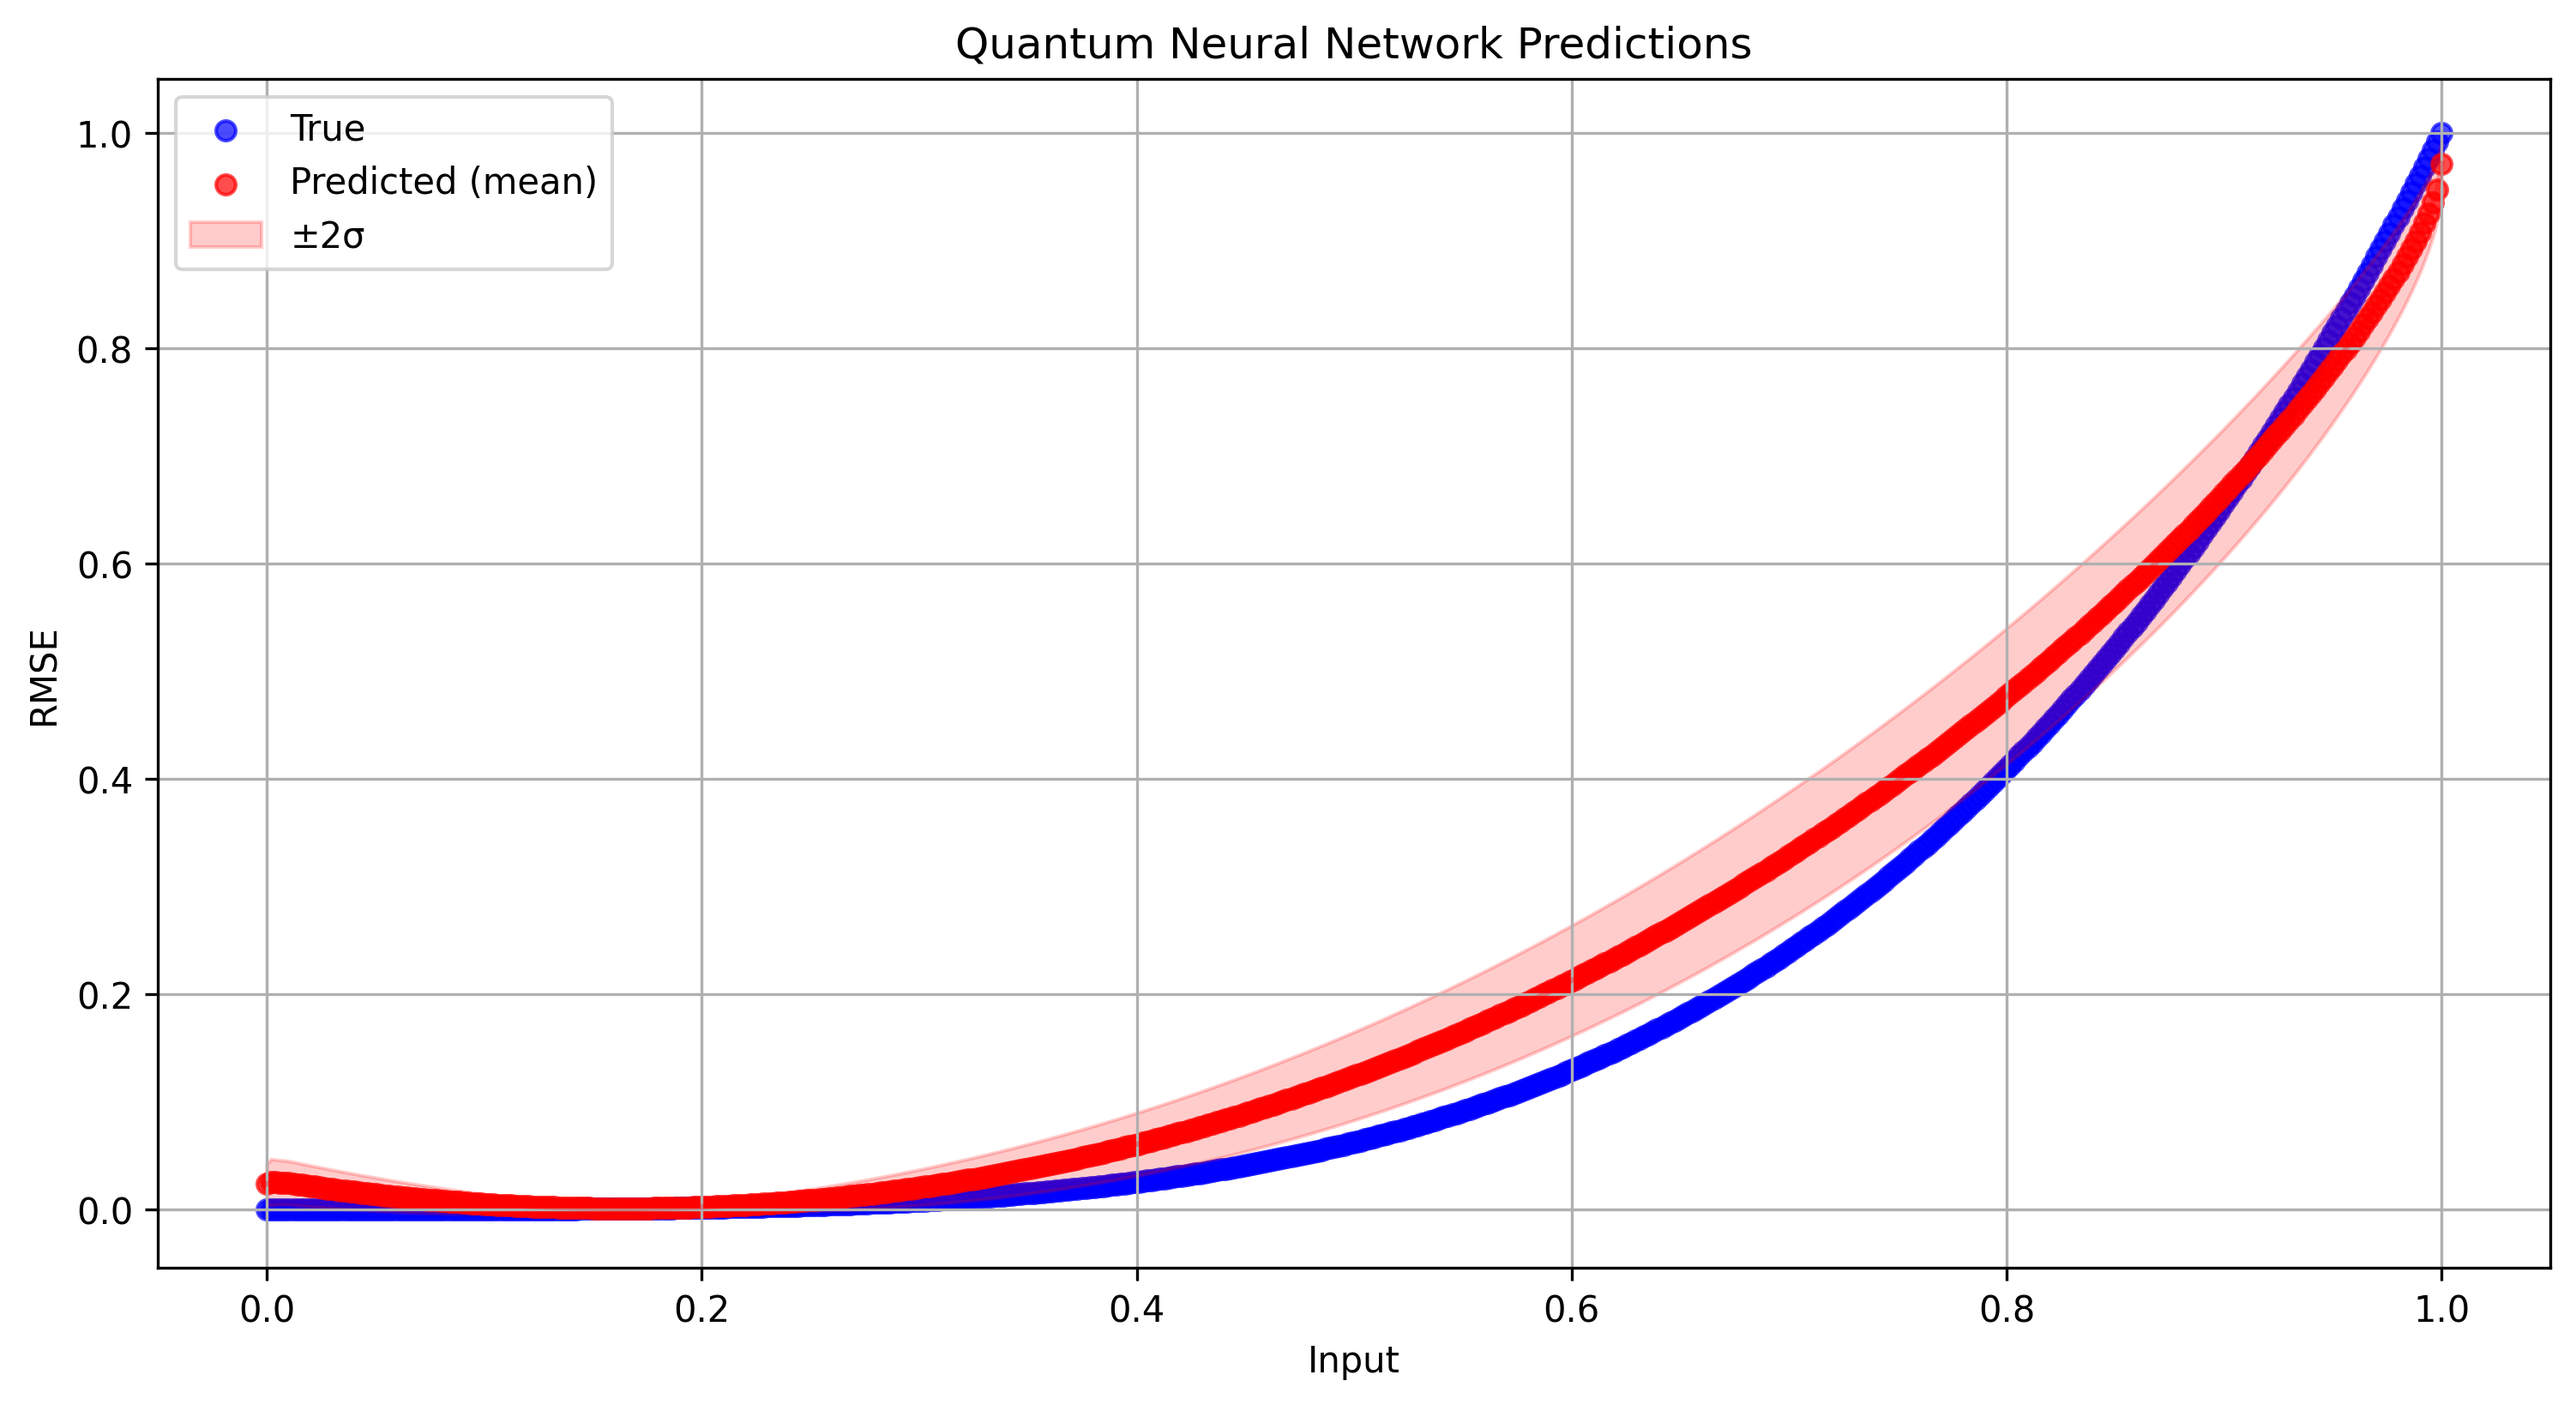 Quantum Neural Network Predictions
True
Predicted (mean)
±2σ
RMSE
1.0
0.8
0.6
0.4
0.2
0.0
0.0 0.2 0.4 0.6 0.8 1.0
Input